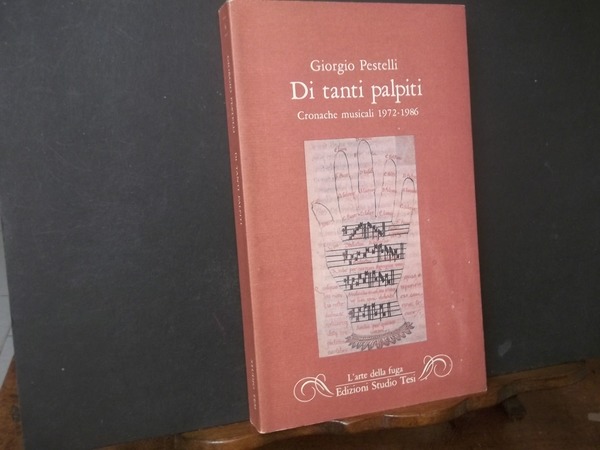 Giorgio Pestelli
Di tanti palpiti
Cronache musicali 1972-1986
L'arte della fuga
Edizioni Studio Tesi